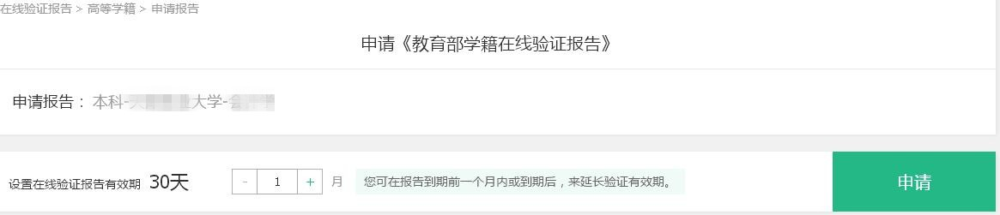 在线验证报告 > 高等学籍 > 申请报告
申请《教育部学籍在线验证报告》
申请报告： 本科-大学-
设置在线验证报告有效期 30天 - 1 + 月 您可在报告到期前一个月内或到期后，来延长验证有效期。 申请